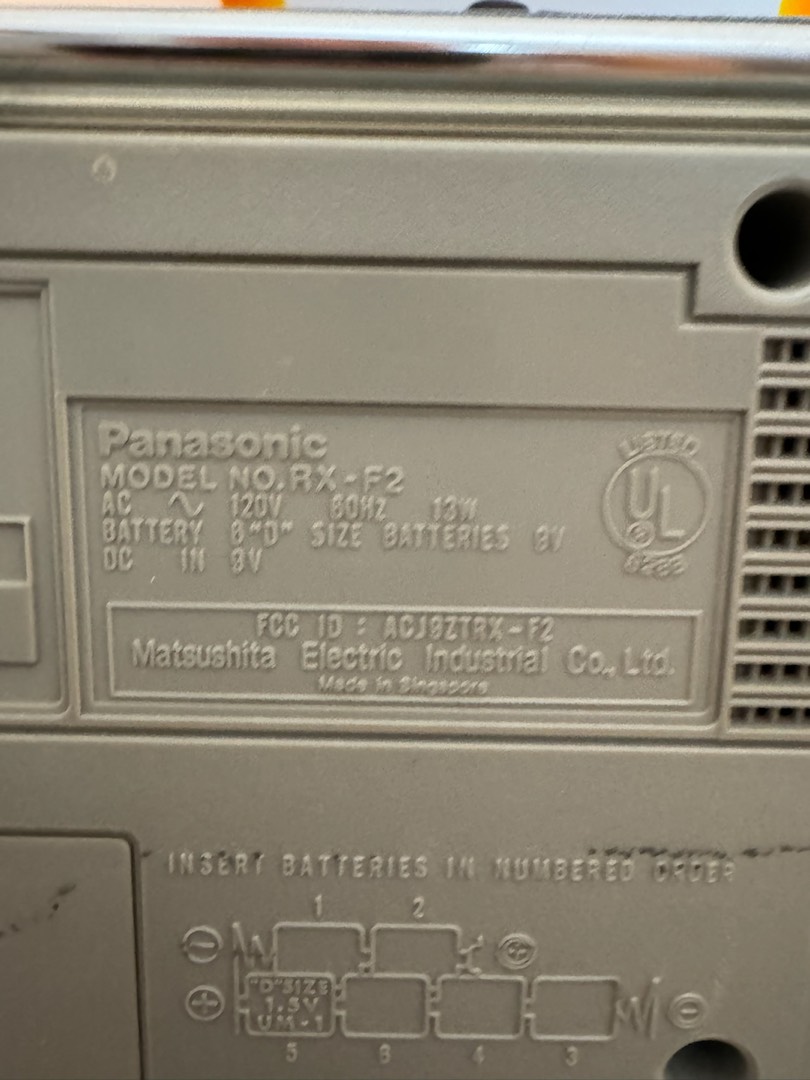 Panasonic
MODEL NO. RX-F2
AC 120V 60Hz 13W
BATTERY 6 "D" SIZE BATTERIES 9V
DC IN 9V
LISTED
UL
FCC ID : ACJ9ZTRX-F2
Matsushita Electric Industrial Co., Ltd.
Made in Singapore
INSERT BATTERIES IN NUMBERED ORDER
1 2
"D" SIZE
1.5V
UM-1
5 6 4 3